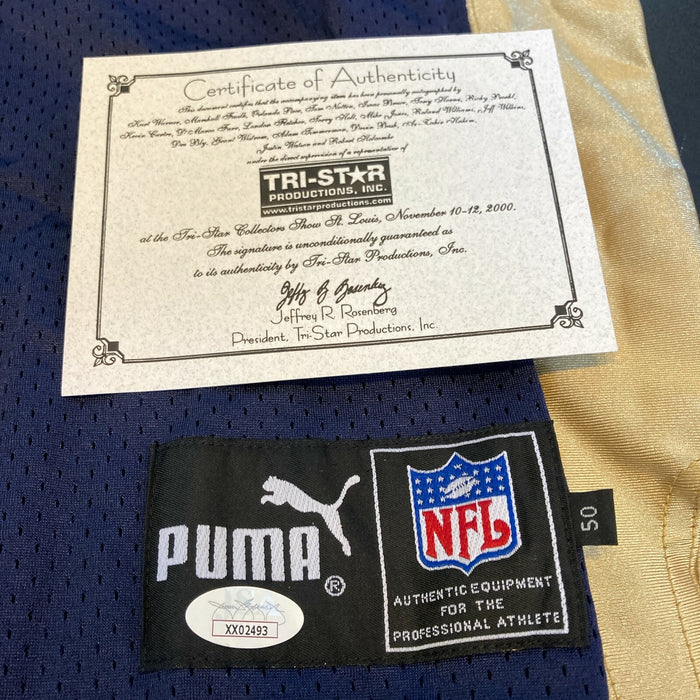 Certificate of Authenticity
This document certifies that the accompanying item has been personally autographed
by
Kurt Warner, Marshall Faulk, Orlando Pace, Tom Nutten, Isaac Bruce, Torry Horne, Ricky Proehl,
Kevin Carter, D'Marco Farr, London Fletcher, Torry Holt, Mike Jones, Roland Williams, Jeff Wilkins,
Dre Bly, Grant Wistrom, Adam Timmerman, Devin Bush, Az-Zahir Hakim,
Justin Watson and Robert Holcombe
under the direct supervision of a representative of
TRI-STAR
PRODUCTIONS, INC.
www.tristarproductions.com
at the Tri-Star Collectors Show St. Louis, November 10-12, 2000.
The signature is unconditionally guaranteed as
to its authenticity by Tri-Star Productions, Inc.
Jeffrey R. Rosenberg
President, Tri-Star Productions, Inc.
PUMA®
NFL
AUTHENTIC EQUIPMENT
FOR THE
PROFESSIONAL ATHLETE
50
XX02493